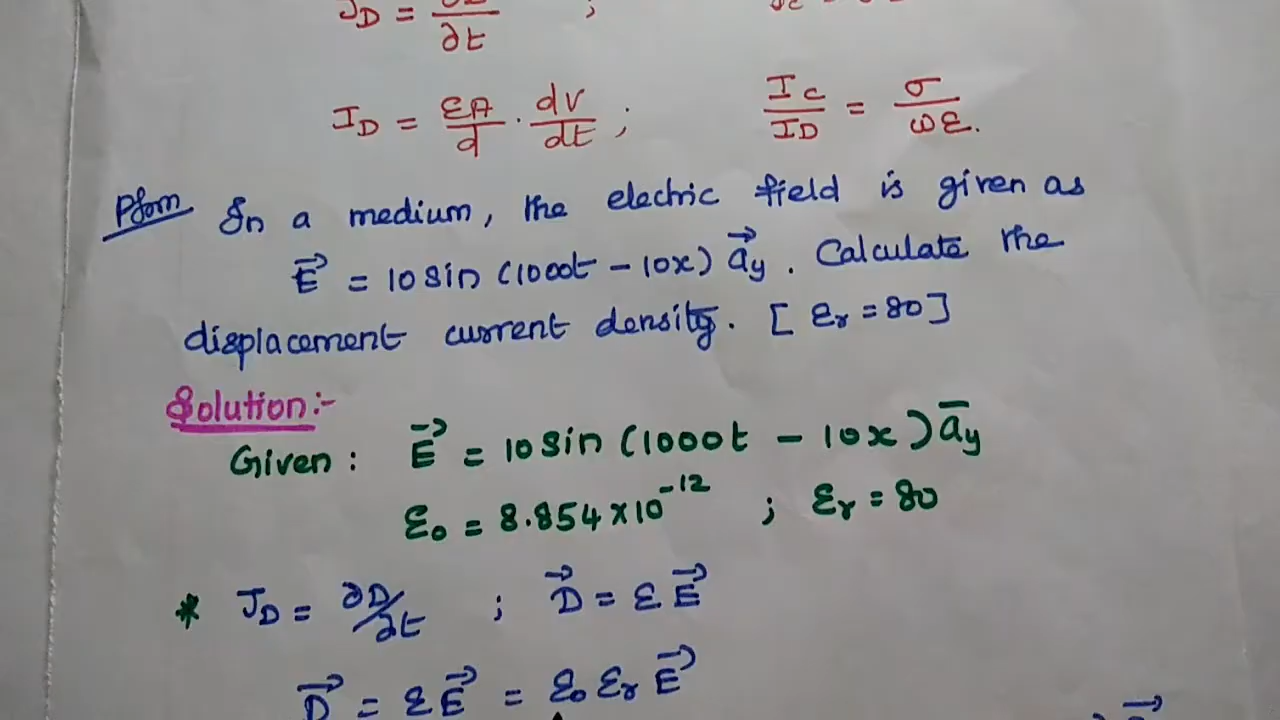 J_D = ∂D/∂t ;
I_D = εA/d · dv/dt ; I_C/I_D = σ/ωε.
Pbm In a medium, the electric field is given as
E⃗ = 10 sin (1000t − 10x) a⃗y. Calculate the
displacement current density. [εr = 80]
Solution:-
Given : E⃗ = 10 sin (1000t − 10x) a̅y
ε₀ = 8.854 × 10⁻¹² ; εr = 80
* J_D = ∂D/∂t ; D⃗ = ε E⃗
D⃗ = ε E⃗ = ε₀ εr E⃗